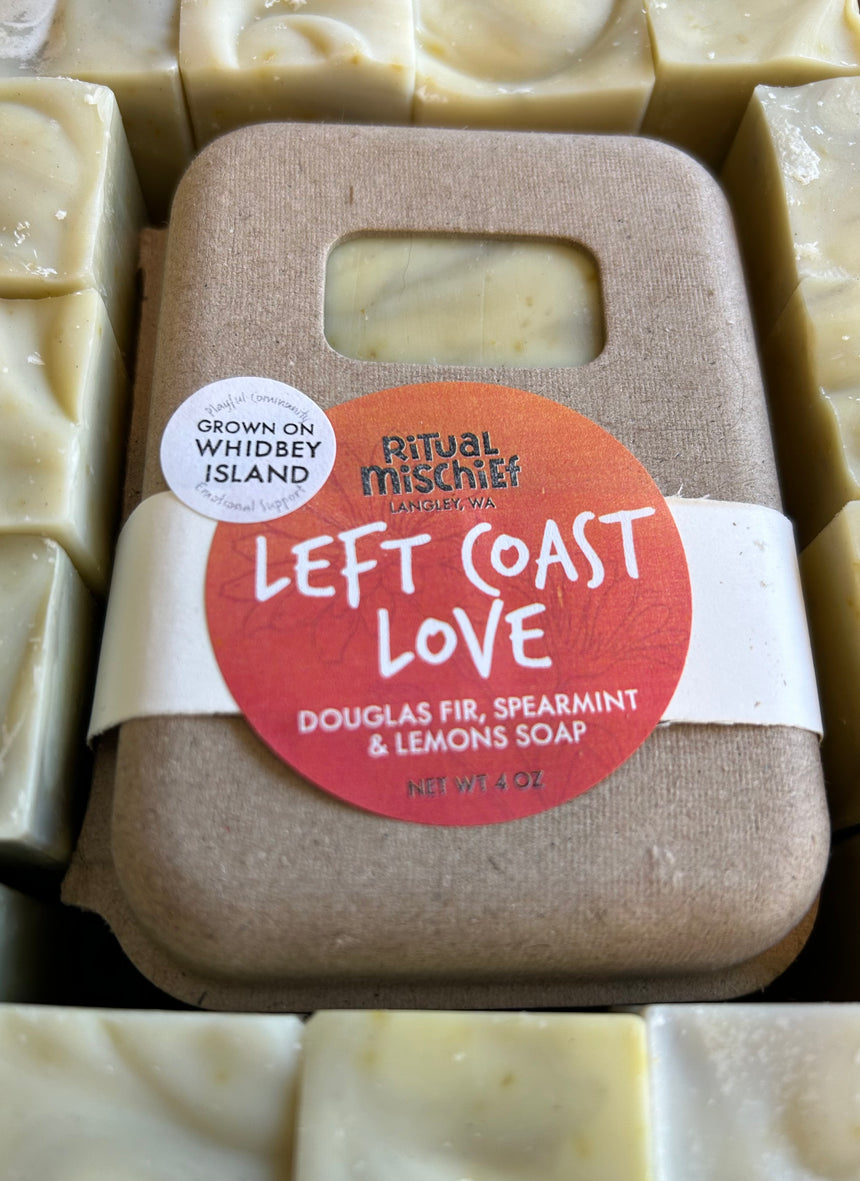 Playful Community
GROWN ON
WHIDBEY
ISLAND
Emotional Support
RITUAL
MISCHIEF
LANGLEY, WA
LEFT COAST
LOVE
DOUGLAS FIR, SPEARMINT
& LEMONS SOAP
NET WT 4 OZ